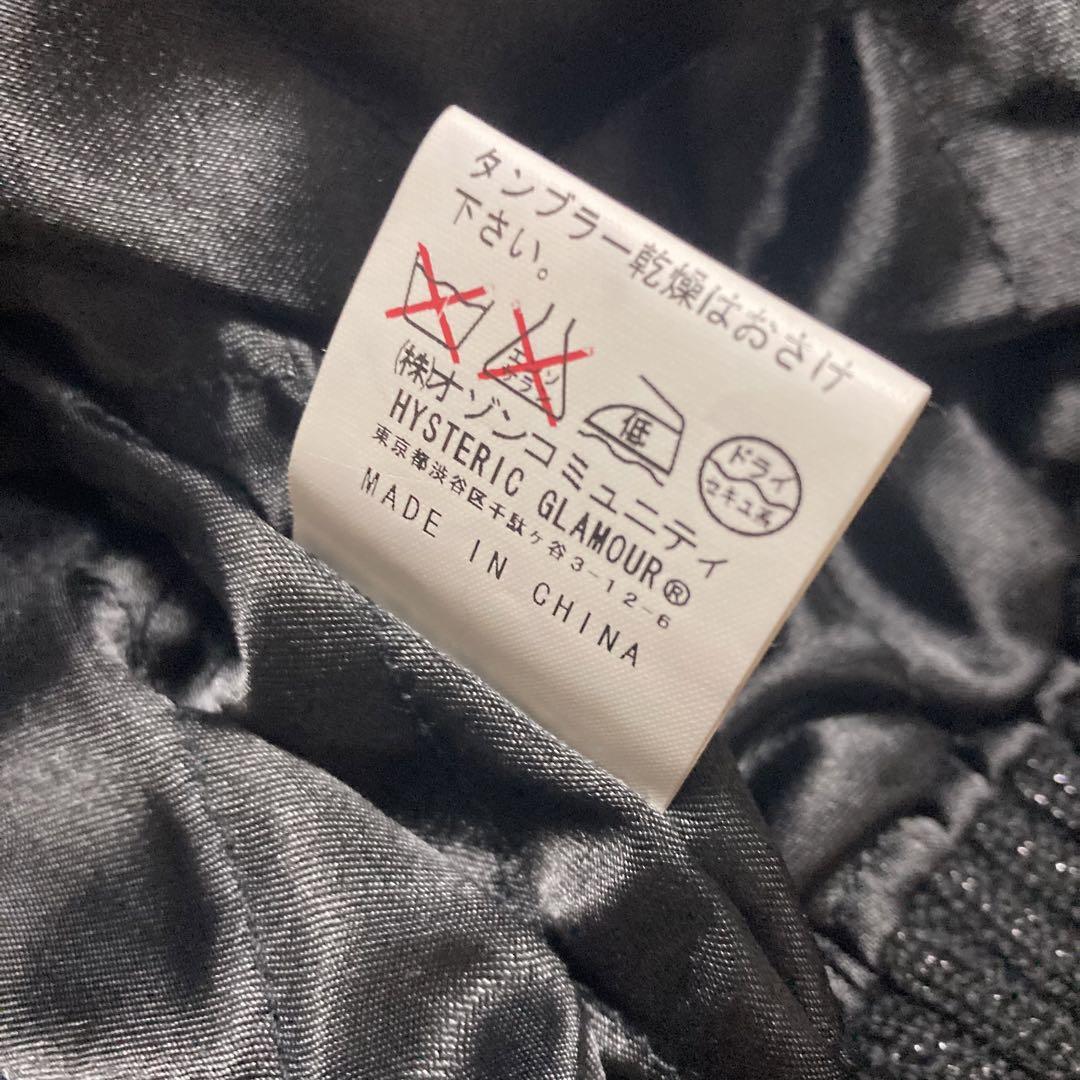 タンブラー乾燥はおさけ
下さい。
エンソ
サラシ
低
ドライ
セキユ系
(株)オゾンコミュニティ
HYSTERIC GLAMOUR®
東京都渋谷区千駄ヶ谷3-12-6
MADE IN CHINA